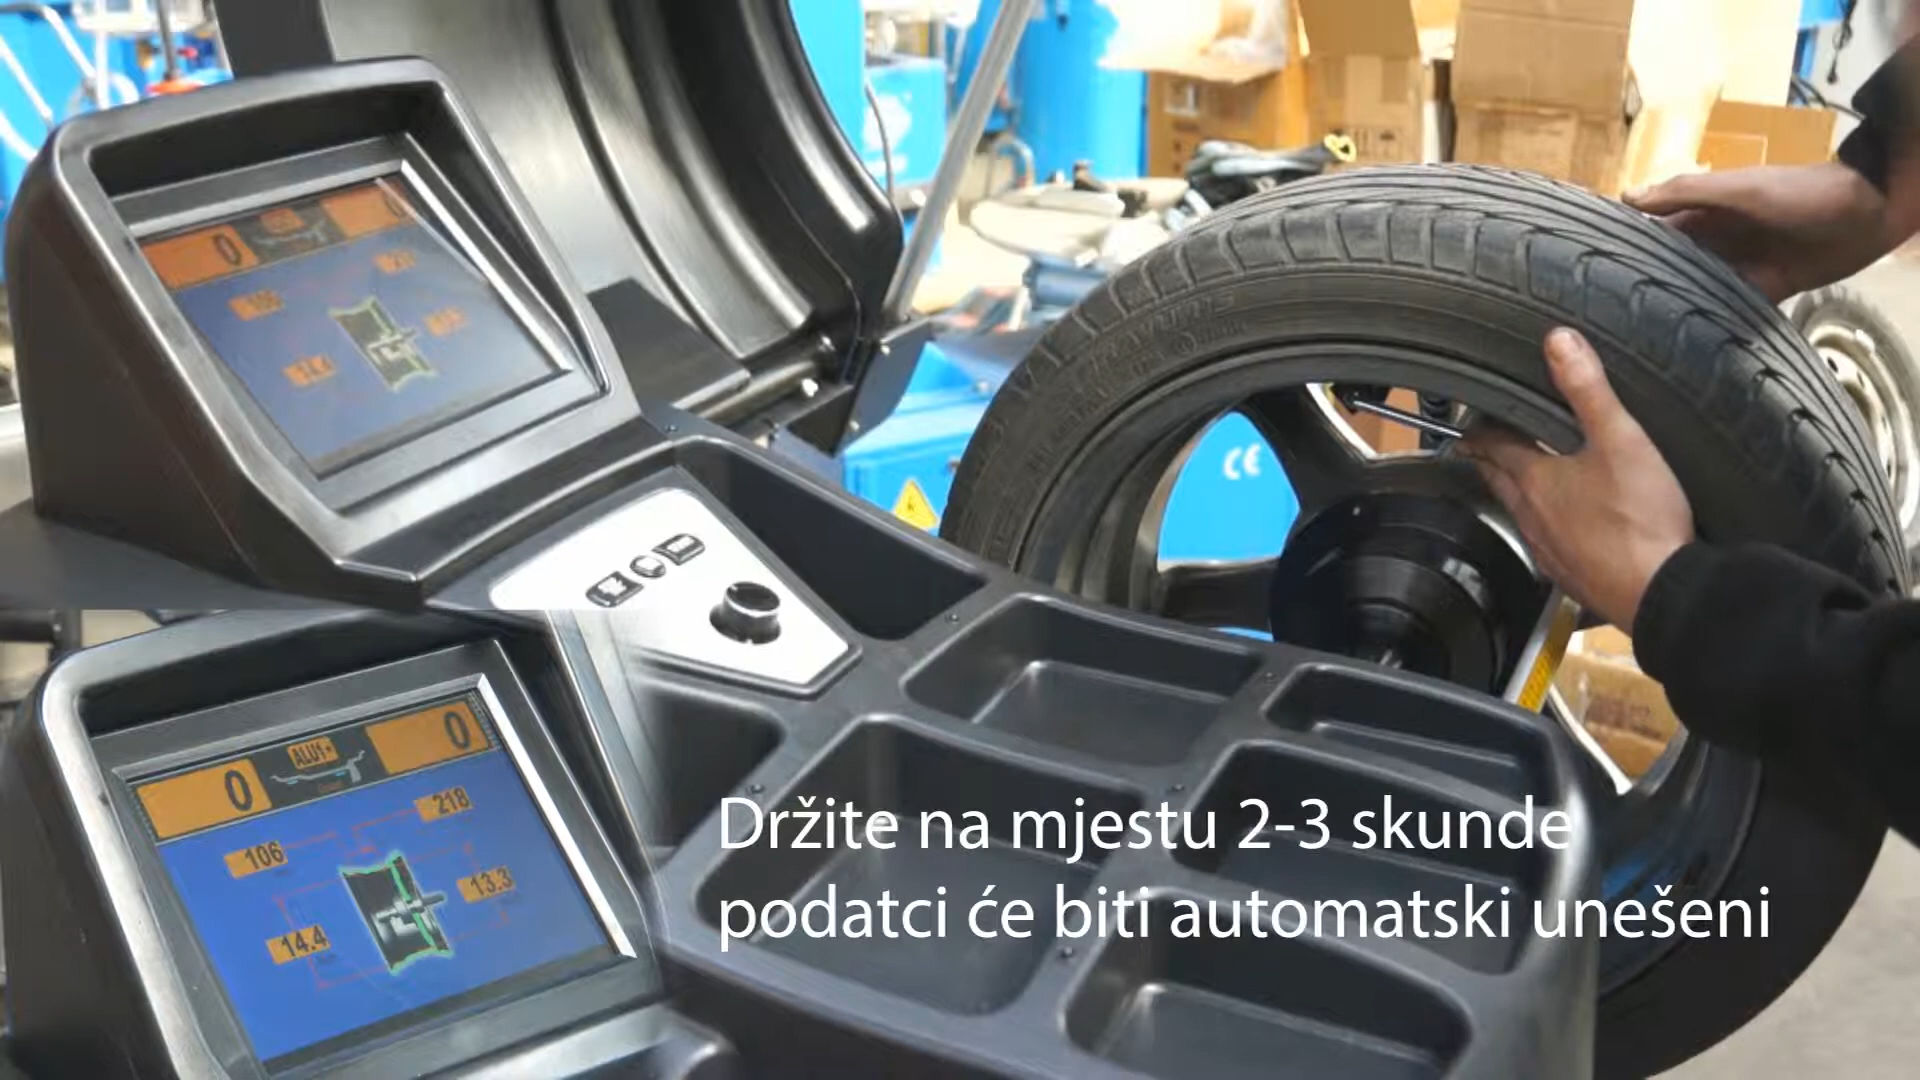 0
CE
ALU1+
0
0
218
106
13.3
14.4
Držite na mjestu 2-3 skunde
podatci će biti automatski unešeni